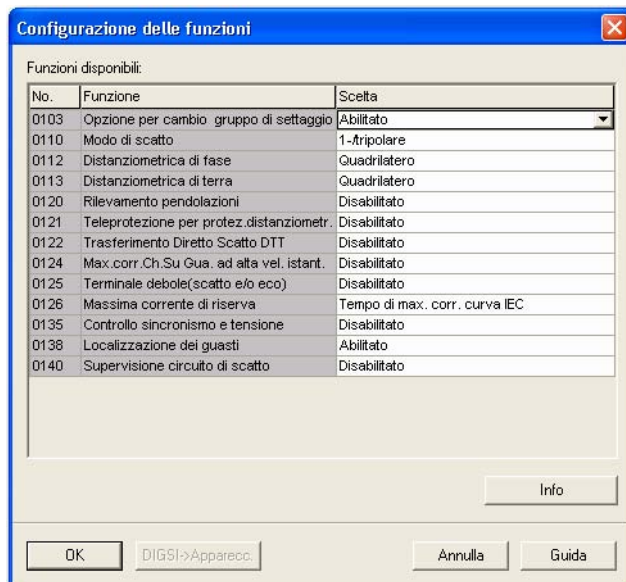 Configurazione delle funzioni
Funzioni disponibili:
No. Funzione Scelta
0103 Opzione per cambio gruppo di settaggio Abilitato
0110 Modo di scatto 1-/tripolare
0112 Distanziometrica di fase Quadrilatero
0113 Distanziometrica di terra Quadrilatero
0120 Rilevamento pendolazioni Disabilitato
0121 Teleprotezione per protez.distanziometr. Disabilitato
0122 Trasferimento Diretto Scatto DTT Disabilitato
0124 Max.corr.Ch.Su Gua. ad alta vel. istant. Disabilitato
0125 Terminale debole(scatto e/o eco) Disabilitato
0126 Massima corrente di riserva Tempo di max. corr. curva IEC
0135 Controllo sincronismo e tensione Disabilitato
0138 Localizzazione dei guasti Abilitato
0140 Supervisione circuito di scatto Disabilitato
Info
OK DIGSI->Apparecc. Annulla Guida